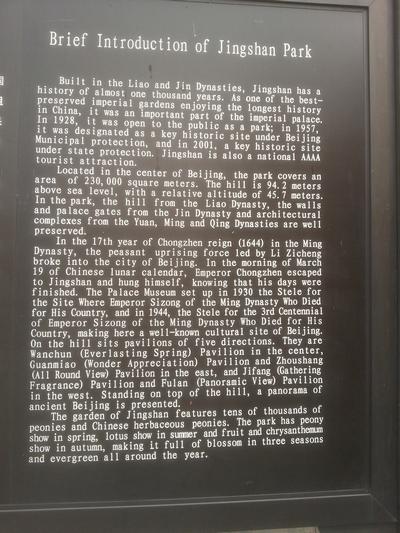 Brief Introduction of Jingshan Park
Built in the Liao and Jin Dynasties, Jingshan has a
history of almost one thousand years. As one of the best-
preserved imperial gardens enjoying the longest history
in China, it was an important part of the imperial palace.
In 1928, it was open to the public as a park; in 1957,
it was designated as a key historic site under Beijing
Municipal protection, and in 2001, a key historic site
under state protection. Jingshan is also a national AAAA
tourist attraction.
Located in the center of Beijing, the park covers an
area of 230,000 square meters. The hill is 94.2 meters
above sea level, with a relative altitude of 45.7 meters.
In the park, the hill from the Liao Dynasty, the walls
and palace gates from the Jin Dynasty and architectural
complexes from the Yuan, Ming and Qing Dynasties are well
preserved.
In the 17th year of Chongzhen reign (1644) in the Ming
Dynasty, the peasant uprising force led by Li Zicheng
broke into the city of Beijing. In the morning of March
19 of Chinese lunar calendar, Emperor Chongzhen escaped
to Jingshan and hung himself, knowing that his days were
finished. The Palace Museum set up in 1930 the Stele for
the Site Where Emperor Sizong of the Ming Dynasty Who Died
for His Country, and in 1944, the Stele for the 3rd Centennial
of Emperor Sizong of the Ming Dynasty Who Died for His
Country, making here a well-known cultural site of Beijing.
On the hill sits pavilions of five directions. They are
Wanchun (Everlasting Spring) Pavilion in the center,
Guanmiao (Wonder Appreciation) Pavilion and Zhoushang
(All Round View) Pavilion in the east, and Jifang (Gathering
Fragrance) Pavilion and Fulan (Panoramic View) Pavilion
in the west. Standing on top of the hill, a panorama of
ancient Beijing is presented.
The garden of Jingshan features tens of thousands of
peonies and Chinese herbaceous peonies. The park has peony
show in spring, lotus show in summer and fruit and chrysanthemum
show in autumn, making it full of blossom in three seasons
and evergreen all around the year.